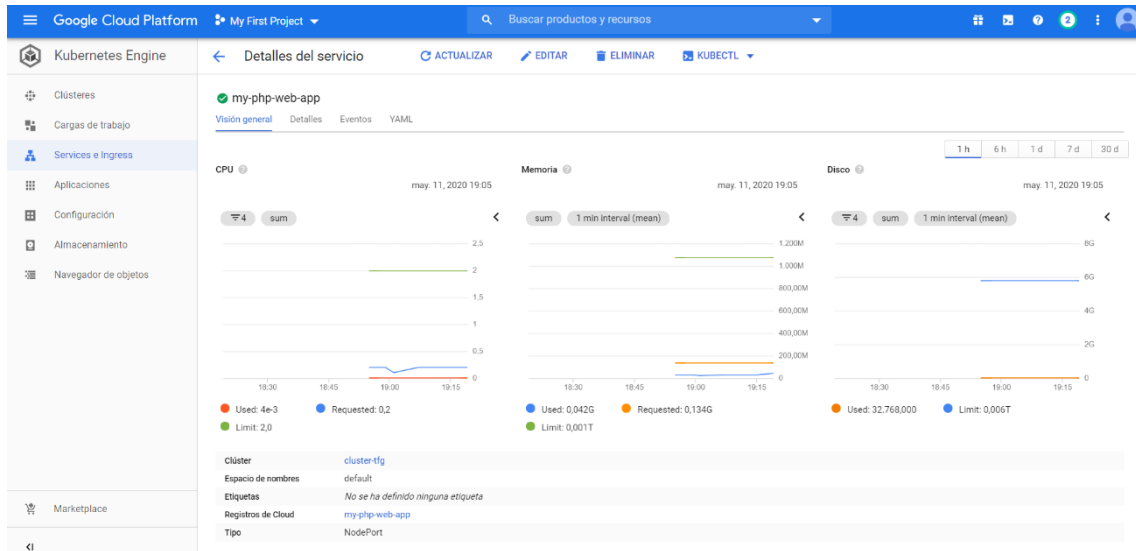 Google Cloud Platform My First Project Buscar productos y recursos 2
Kubernetes Engine Detalles del servicio ACTUALIZAR EDITAR ELIMINAR KUBECTL
Clústeres
Cargas de trabajo
Services e Ingress
Aplicaciones
Configuración
Almacenamiento
Navegador de objetos
Marketplace
my-php-web-app
Visión general Detalles Eventos YAML
1 h 6 h 1 d 7 d 30 d
CPU
may. 11, 2020 19:05
4 sum
2,5
2
1,5
1
0,5
0
18:30 18:45 19:00 19:15
Used: 4e-3 Requested: 0,2
Limit: 2,0
Memoria
may. 11, 2020 19:05
sum 1 min interval (mean)
1.200M
1.000M
800,00M
600,00M
400,00M
200,00M
0
18:30 18:45 19:00 19:15
Used: 0,042G Requested: 0,134G
Limit: 0,001T
Disco
may. 11, 2020 19:05
4 sum 1 min interval (mean)
8G
6G
4G
2G
0
18:30 18:45 19:00 19:15
Used: 32.768,000 Limit: 0,006T
Clúster cluster-tfg
Espacio de nombres default
Etiquetas No se ha definido ninguna etiqueta
Registros de Cloud my-php-web-app
Tipo NodePort